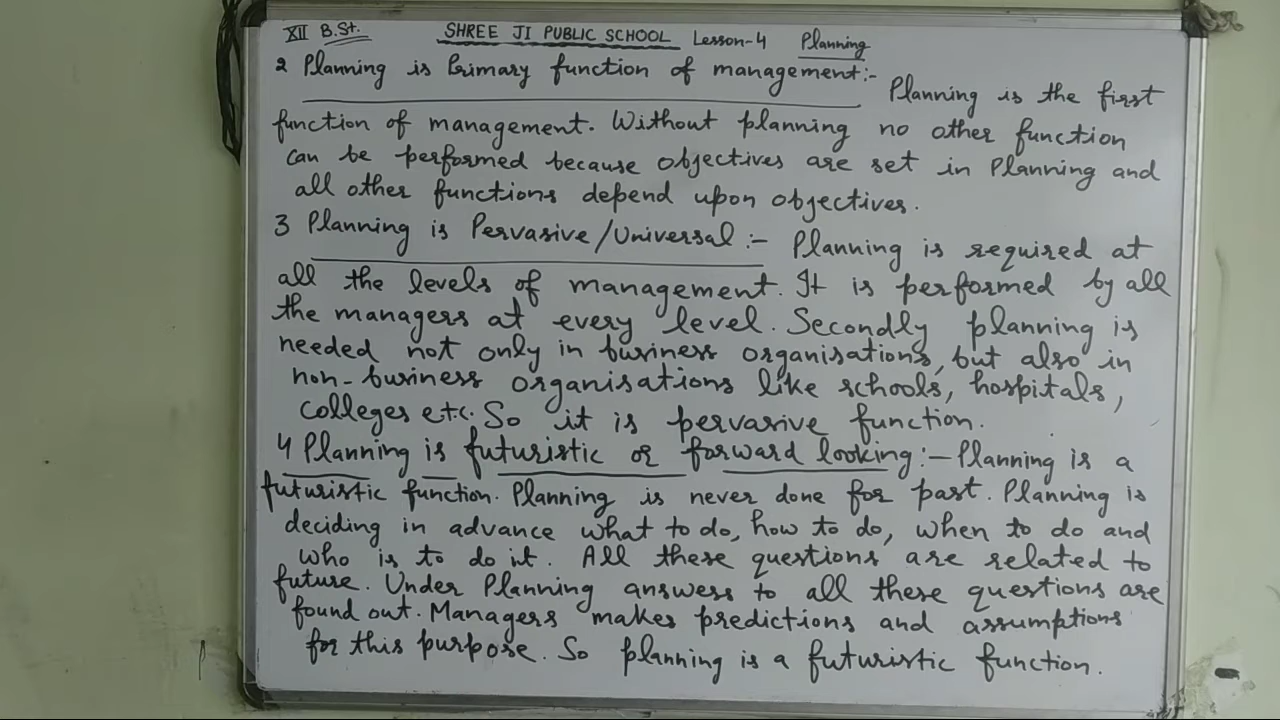 XII B.St. SHREE JI PUBLIC SCHOOL Lesson-4 Planning
2 Planning is Primary function of management:- Planning is the first
function of management. Without planning no other function
can be performed because objectives are set in Planning and
all other functions depend upon objectives.
3 Planning is Pervasive/Universal:- Planning is required at
all the levels of management. It is performed by all
the managers at every level. Secondly planning is
needed not only in business organisations, but also in
non-business organisations like schools, hospitals,
colleges etc. So it is pervasive function.
4 Planning is futuristic or forward looking:- Planning is a
futuristic function. Planning is never done for past. Planning is
deciding in advance what to do, how to do, when to do and
who is to do it. All these questions are related to
future. Under Planning answers to all these questions are
found out. Managers makes predictions and assumptions
for this purpose. So planning is a futuristic function.